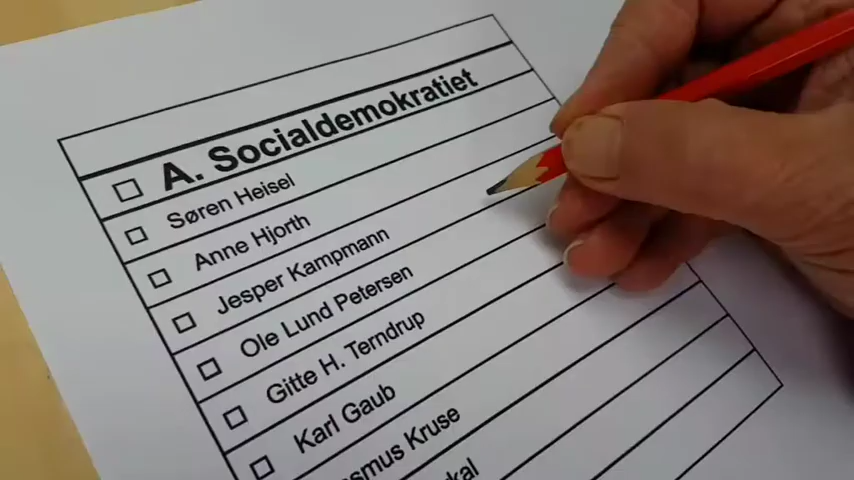 A. Socialdemokratiet
Søren Heisel
Anne Hjorth
Jesper Kampmann
Ole Lund Petersen
Gitte H. Terndrup
Karl Gaub
Kruse